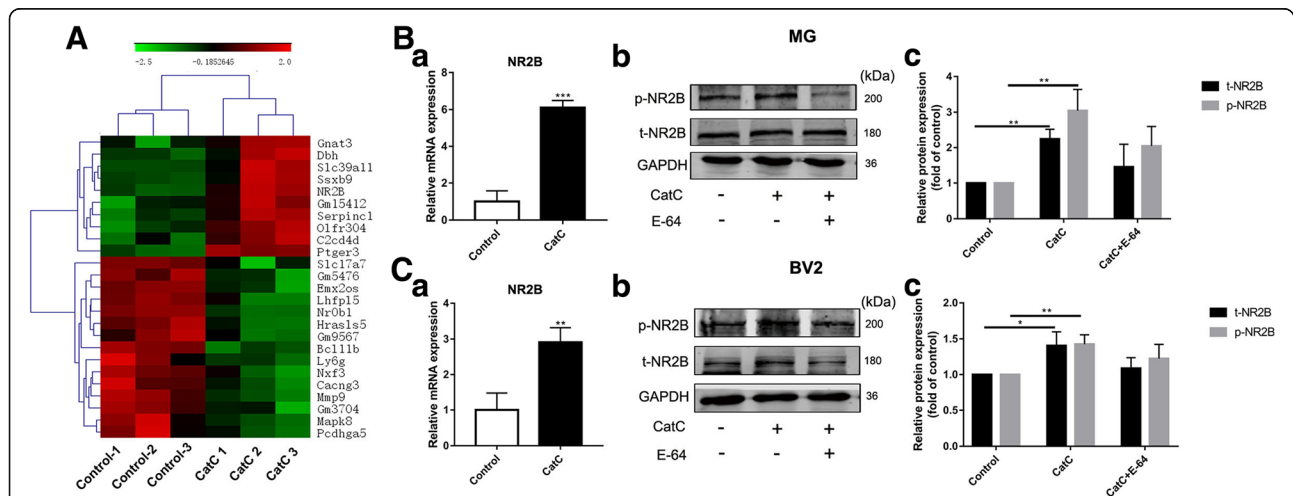 A
-2.5 -0.1852645 2.0
Gnat3
Dbh
Slc39a11
Ssxb9
NR2B
Gm15412
Serpinc1
Olfr304
C2cd4d
Ptger3
Slc17a7
Gm5476
Emx2os
Lhfpl5
Nr0b1
Hrasls5
Gm9567
Bcl11b
Ly6g
Nxf3
Cacng3
Mmp9
Gm3704
Mapk8
Pcdhga5
Control-1 Control-2 Control-3 CatC 1 CatC 2 CatC 3
B
MG
a
NR2B
Relative mRNA expression
8
6
4
2
0
***
Control CatC
b
(kDa)
p-NR2B 200
t-NR2B 180
GAPDH 36
CatC - + +
E-64 - - +
c
Relative protein expression
(fold of control)
4
3
2
1
0
**
**
Control CatC CatC+E-64
t-NR2B
p-NR2B
C
BV2
a
NR2B
Relative mRNA expression
4
3
2
1
0
**
Control CatC
b
(kDa)
p-NR2B 200
t-NR2B 180
GAPDH 36
CatC - + +
E-64 - - +
c
Relative protein expression
(fold of control)
2.0
1.5
1.0
0.5
0.0
**
*
Control CatC CatC+E-64
t-NR2B
p-NR2B